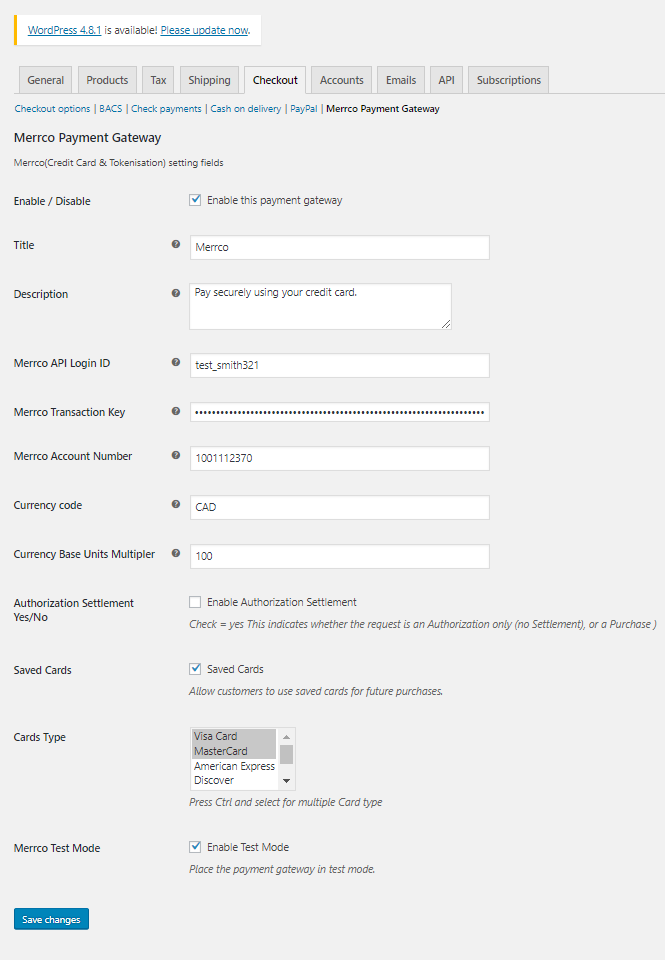 WordPress 4.8.1 is available! Please update now.
General Products Tax Shipping Checkout Accounts Emails API Subscriptions
Checkout options | BACS | Check payments | Cash on delivery | PayPal | Merrco Payment Gateway
Merrco Payment Gateway
Merrco(Credit Card & Tokenisation) setting fields
Enable / Disable Enable this payment gateway
Title ? Merrco
Description ? Pay securely using your credit card.
Merrco API Login ID ? test_smith321
Merrco Transaction Key ?
Merrco Account Number ? 1001112370
Currency code ? CAD
Currency Base Units Multipler ? 100
Authorization Settlement Enable Authorization Settlement
Yes/No
Check = yes This indicates whether the request is an Authorization only (no Settlement), or a Purchase )
Saved Cards Saved Cards
Allow customers to use saved cards for future purchases.
Cards Type Visa Card
MasterCard
American Express
Discover
Press Ctrl and select for multiple Card type
Merrco Test Mode Enable Test Mode
Place the payment gateway in test mode.
Save changes